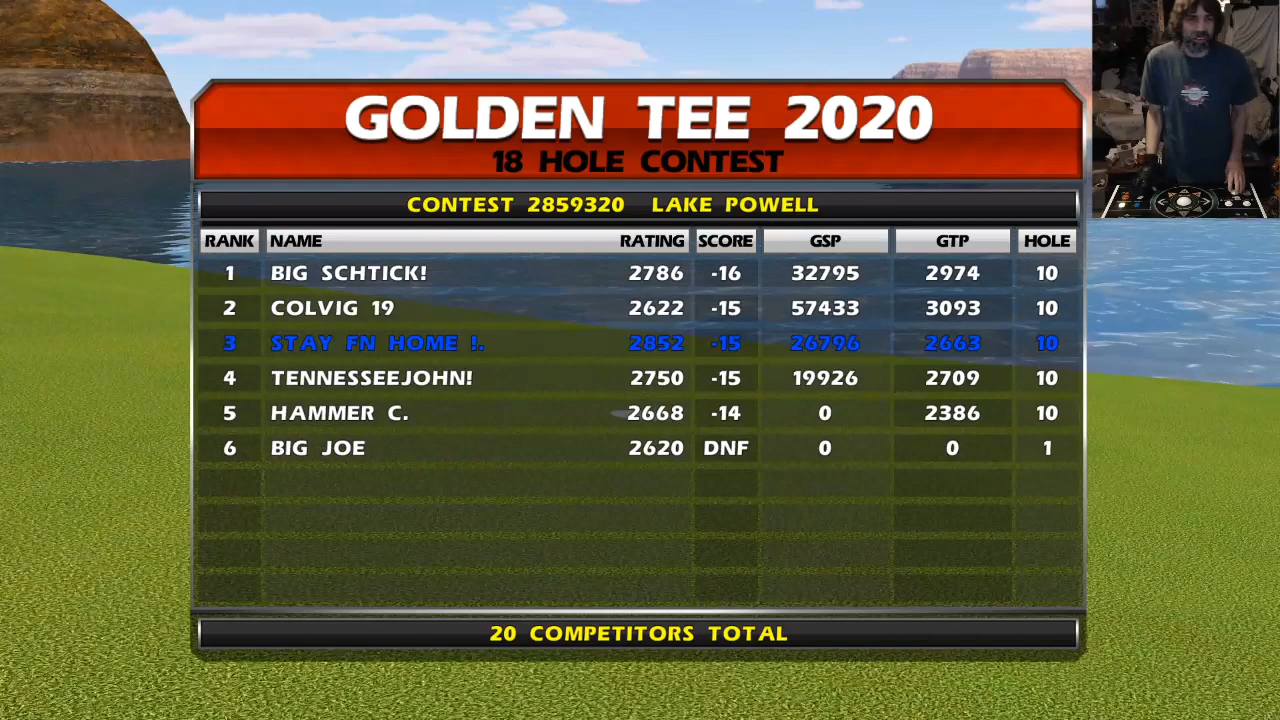 GOLDEN TEE 2020
18 HOLE CONTEST
CONTEST 2859320 LAKE POWELL
RANK NAME RATING SCORE GSP GTP HOLE
1 BIG SCHTICK! 2786 -16 32795 2974 10
2 COLVIG 19 2622 -15 57433 3093 10
3 STAY FN HOME !. 2852 -15 26796 2663 10
4 TENNESSEEJOHN! 2750 -15 19926 2709 10
5 HAMMER C. 2668 -14 0 2386 10
6 BIG JOE 2620 DNF 0 0 1
20 COMPETITORS TOTAL